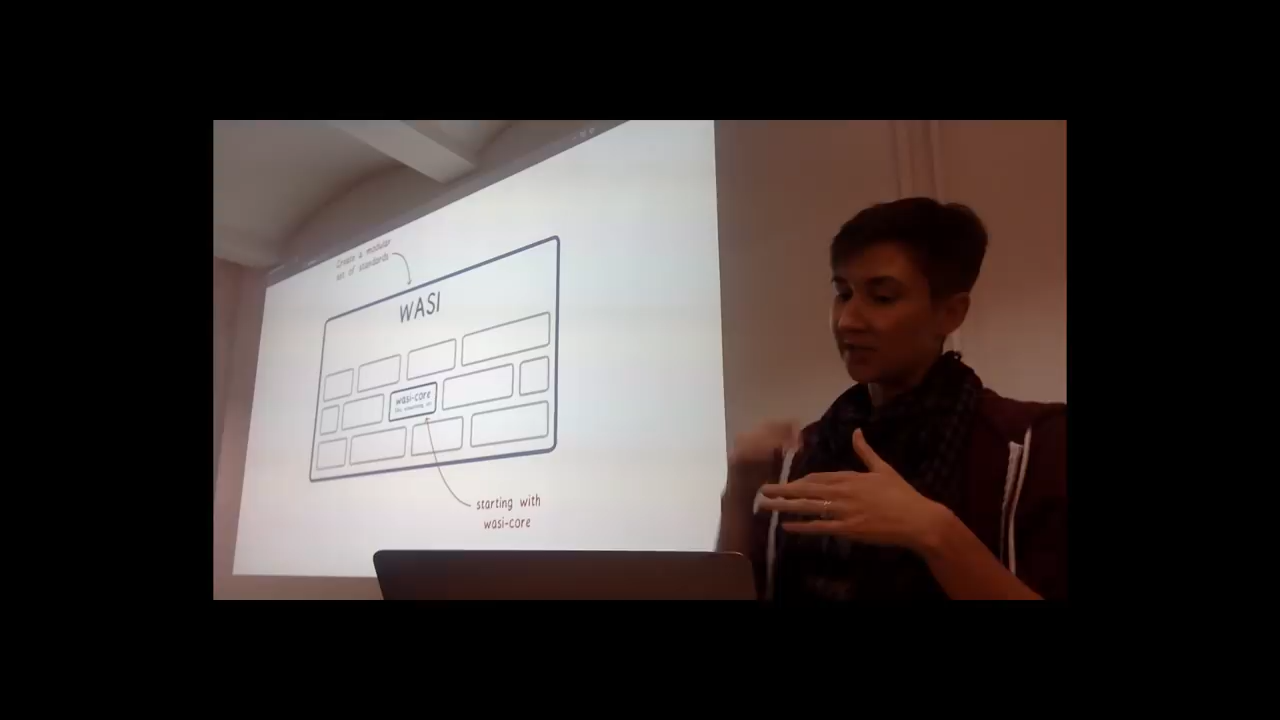 Create a modular
set of standards
WASI
wasi-core
starting with
wasi-core